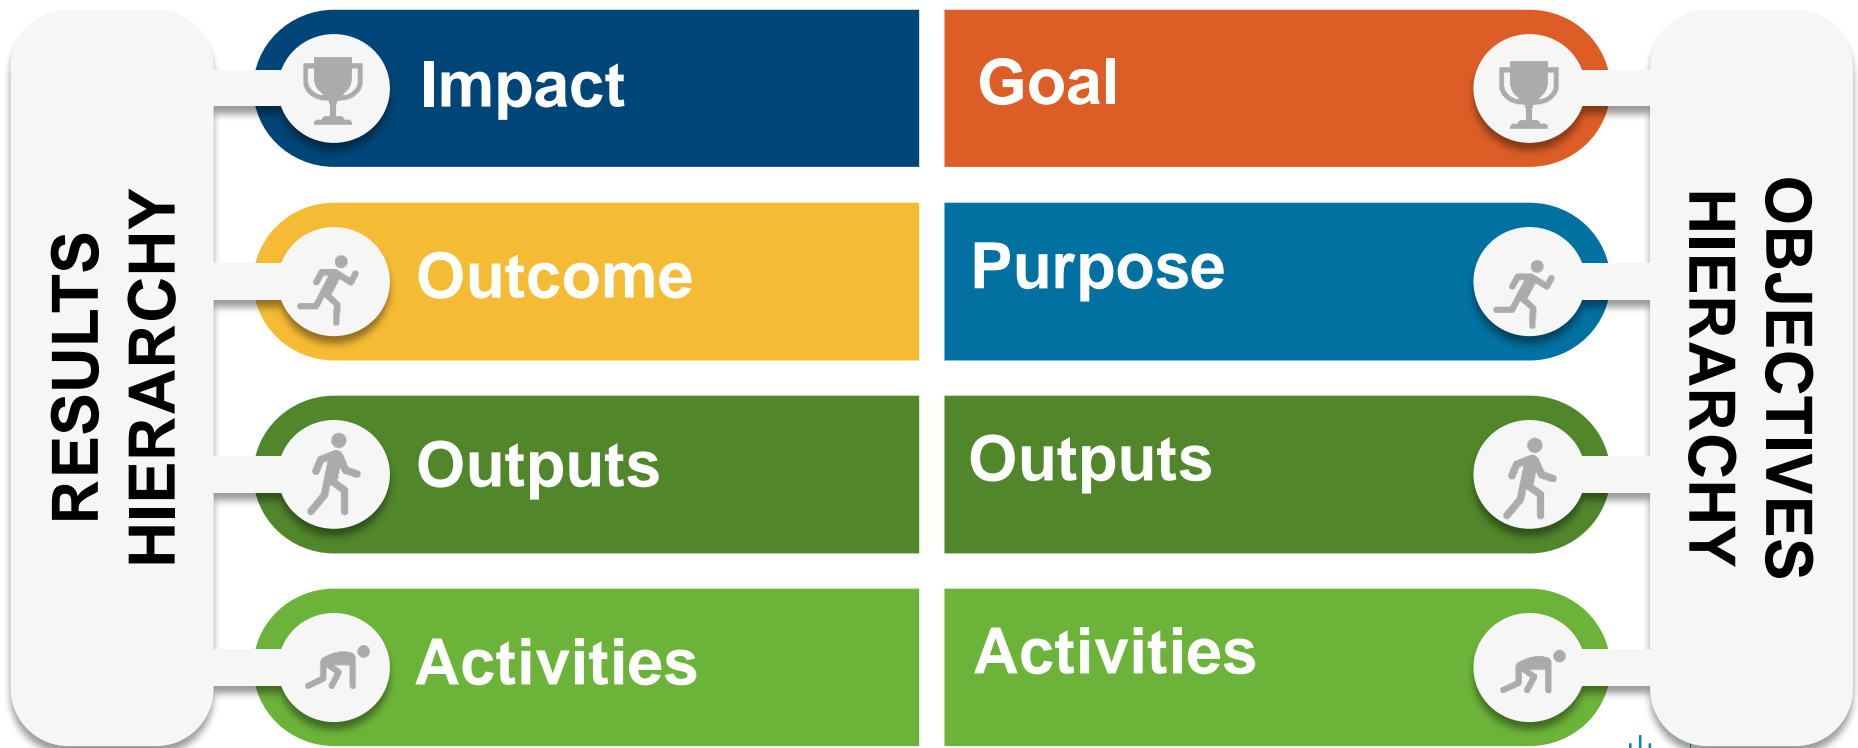 RESULTS
HIERARCHY
Impact
Goal
Outcome
Purpose
Outputs
Outputs
Activities
Activities
OBJECTIVES
HIERARCHY